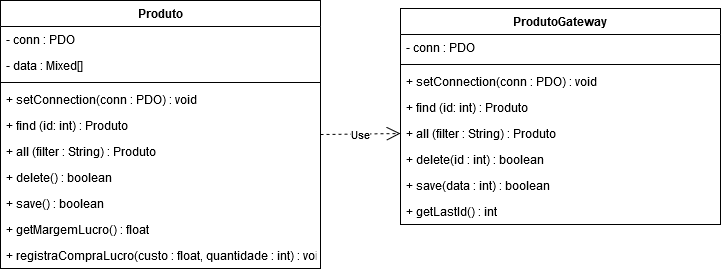 Produto
- conn : PDO
- data : Mixed[]
+ setConnection(conn : PDO) : void
+ find (id: int) : Produto
+ all (filter : String) : Produto
+ delete() : boolean
+ save() : boolean
+ getMargemLucro() : float
+ registraCompraLucro(custo : float, quantidade : int) : voi
Use
ProdutoGateway
- conn : PDO
+ setConnection(conn : PDO) : void
+ find (id: int) : Produto
+ all (filter : String) : Produto
+ delete(id : int) : boolean
+ save(data : int) : boolean
+ getLastId() : int